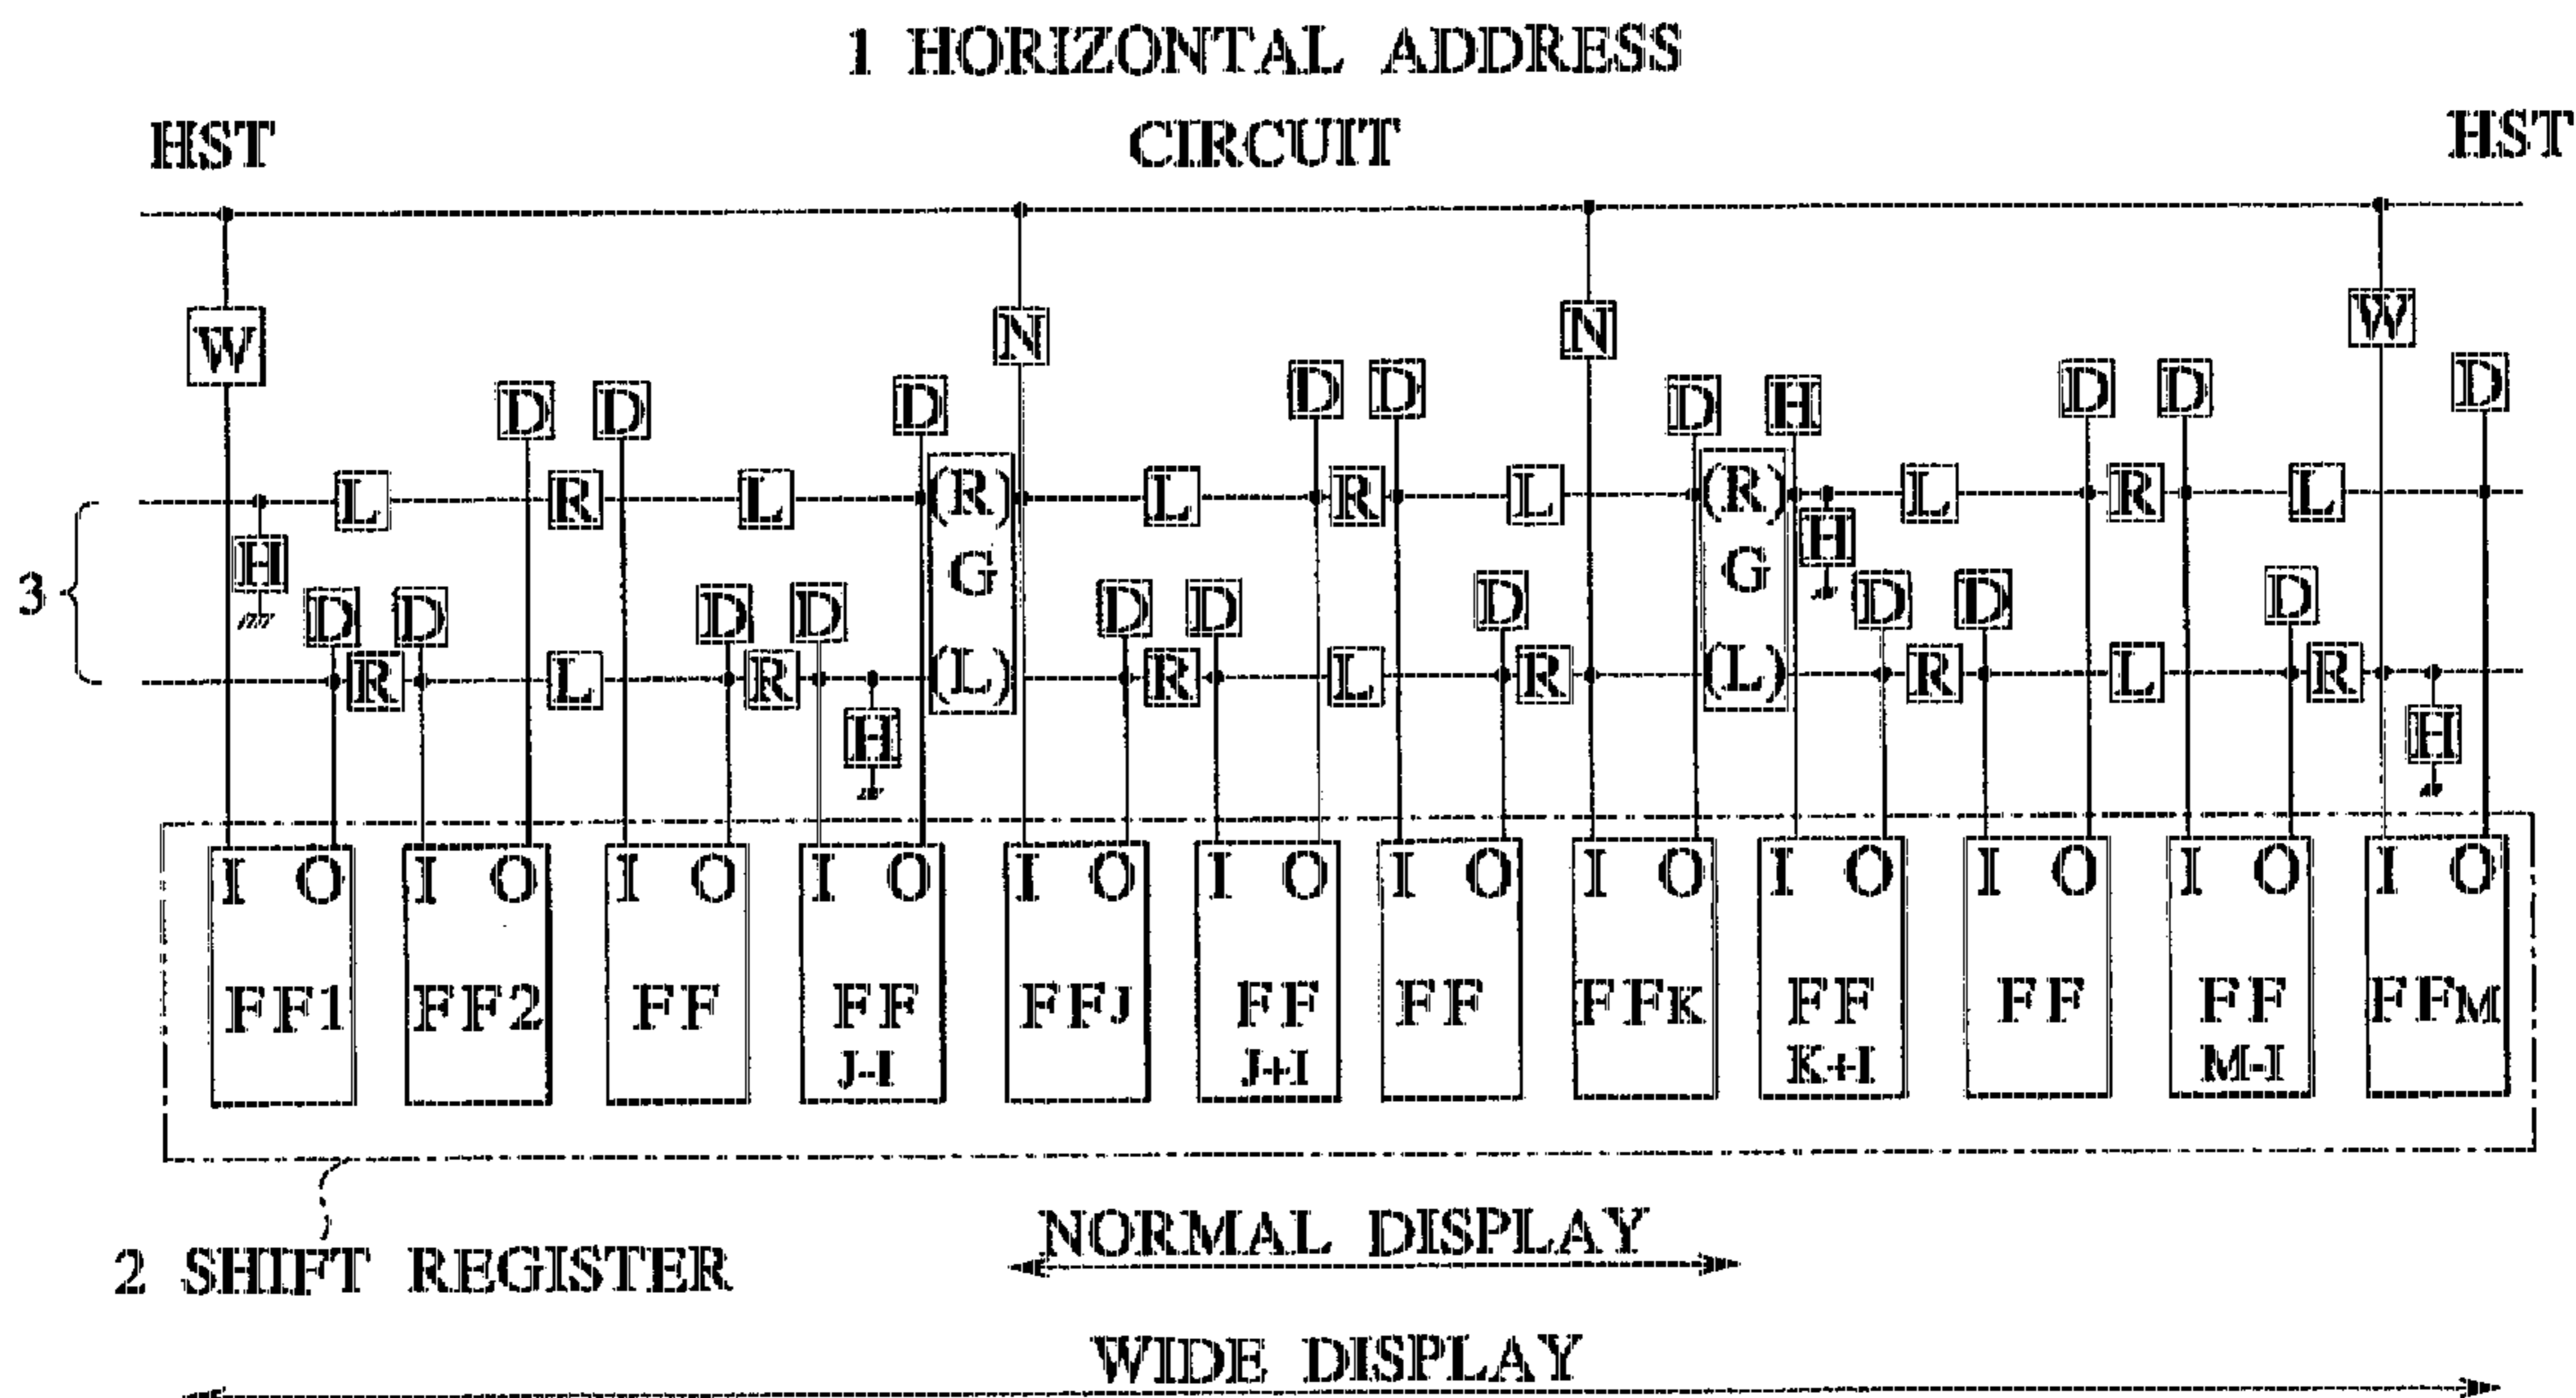 1 HORIZONTAL ADDRESS
CIRCUIT
HST HST
W N N W
D D D D D D H D D D
L R L (R) L R L (R) L R L
H G G H
D D D D D D D D D D
3
R L R (L) R L R (L) R L R
H H
I O I O I O I O I O I O I O I O I O I O I O I O
FF1 FF2 FF FF FFJ FF FF FFK FF FF FF FFM
J-I J+I K+I M-I
NORMAL DISPLAY
2 SHIFT REGISTER
WIDE DISPLAY